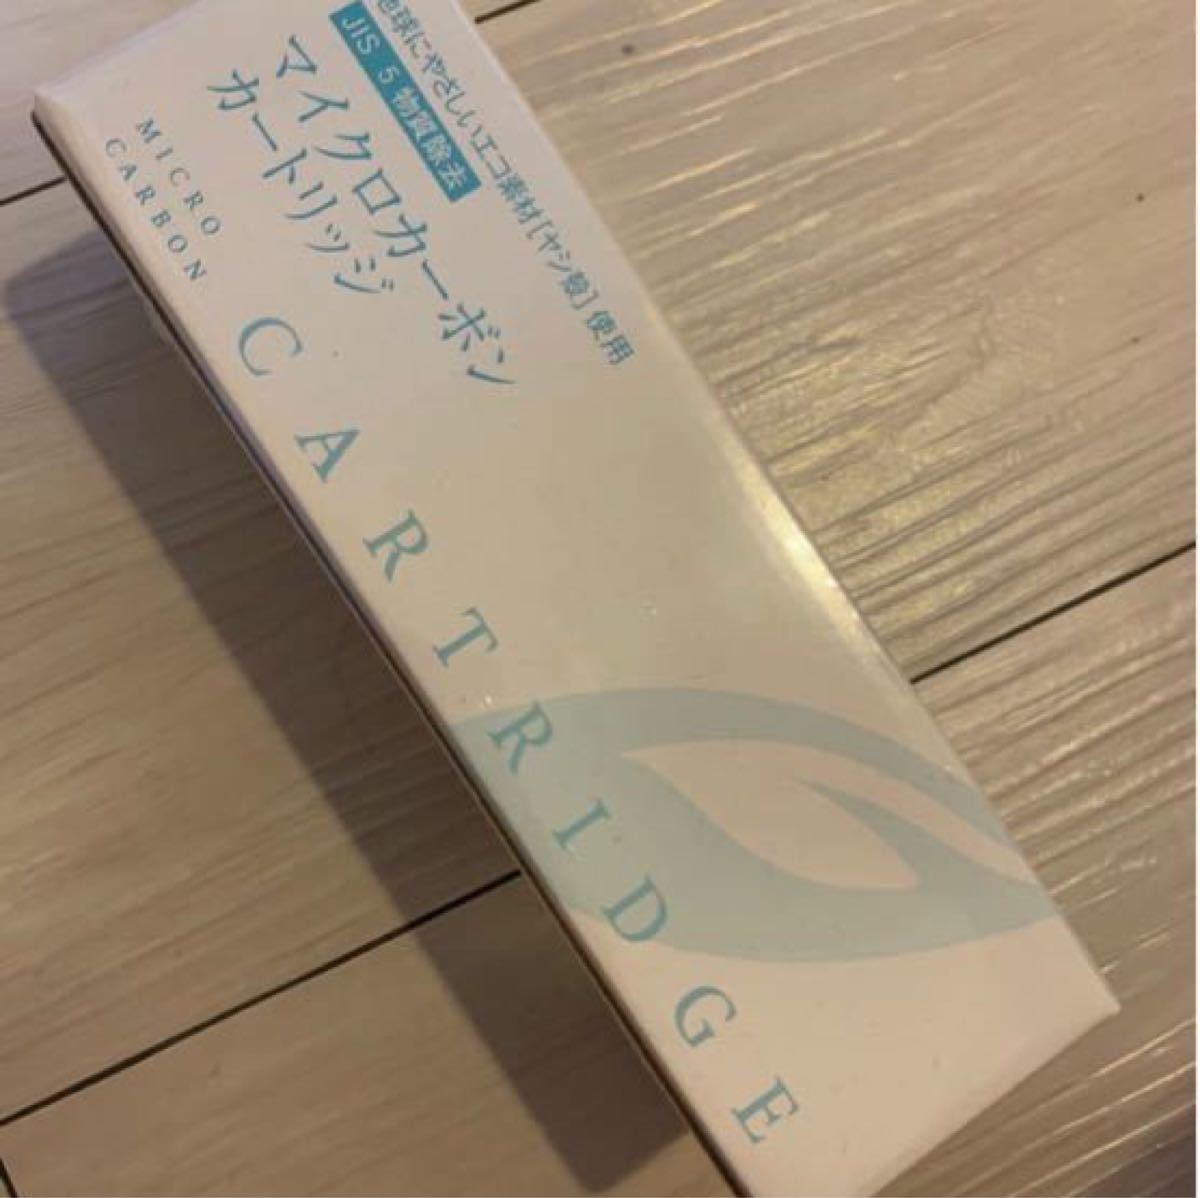 地球にやさしいエコ素材[ヤシ殻]使用
JIS 5 物質除去
マイクロカーボン
カートリッジ
MICRO
CARBON
CARTRIDGE